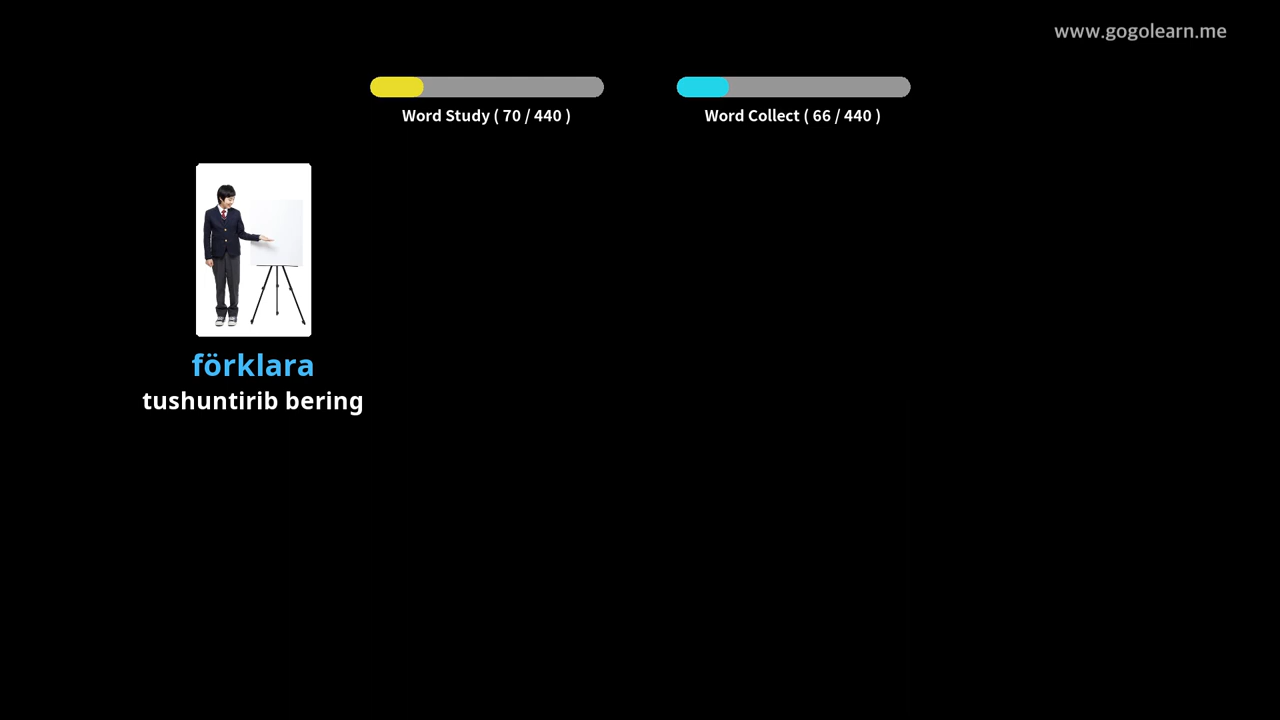 www.gogolearn.me
Word Study ( 70 / 440 )
Word Collect ( 66 / 440 )
förklara
tushuntirib bering